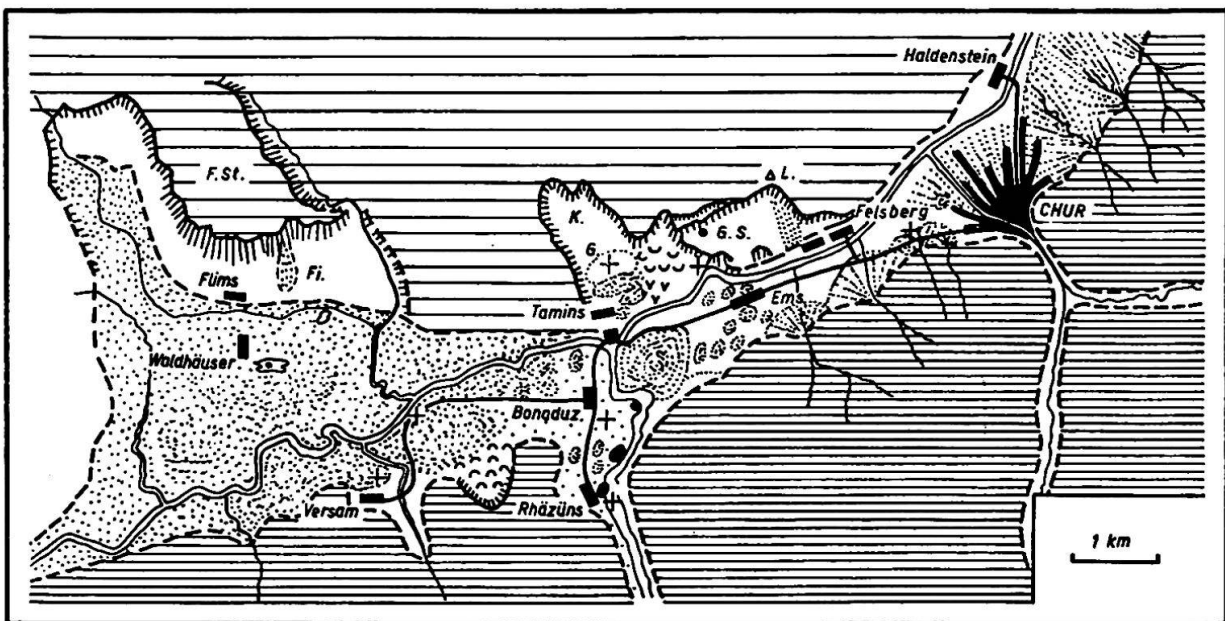 Haldenstein
F.St.
L.
K.
Felsberg
CHUR
G.S.
G.
Flims
Fi.
Tamins
Ems
D
Waldhäuser
Bonaduz
Versam
Rhäzüns
1 km